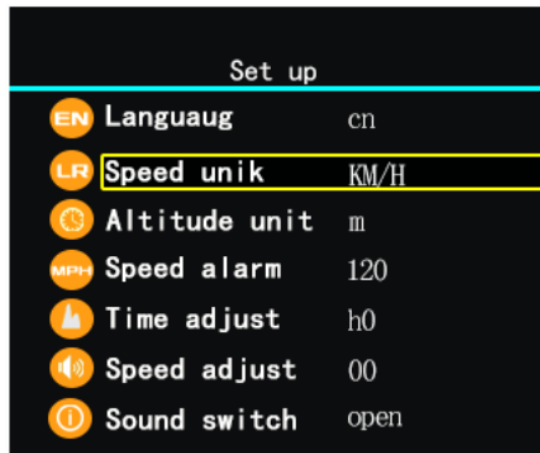 Set up
EN Languaug cn
LR Speed unik KM/H
Altitude unit m
MPH Speed alarm 120
Time adjust h0
Speed adjust 00
Sound switch open